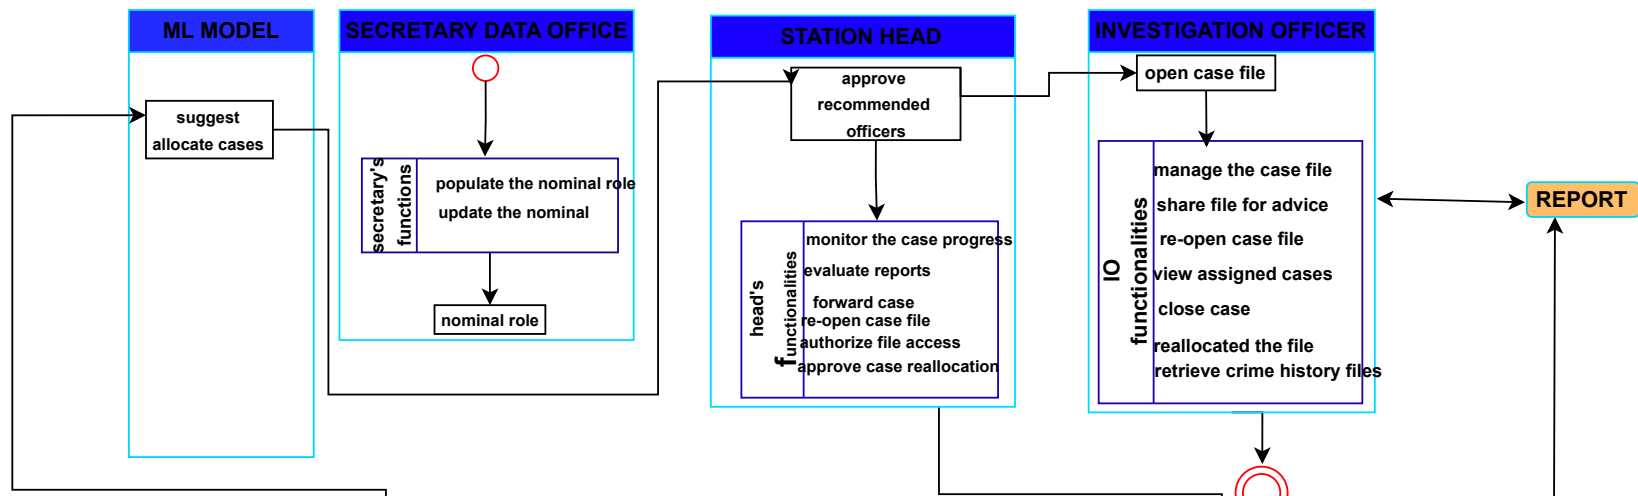 ML MODEL
suggest
allocate cases
SECRETARY DATA OFFICE
secretary's
functions
populate the nominal role
update the nominal
nominal role
STATION HEAD
approve
recommended
officers
head's
functionalities
monitor the case progress
evaluate reports
forward case
re-open case file
authorize file access
approve case reallocation
INVESTIGATION OFFICER
open case file
IO
functionalities
manage the case file
share file for advice
re-open case file
view assigned cases
close case
reallocated the file
retrieve crime history files
REPORT